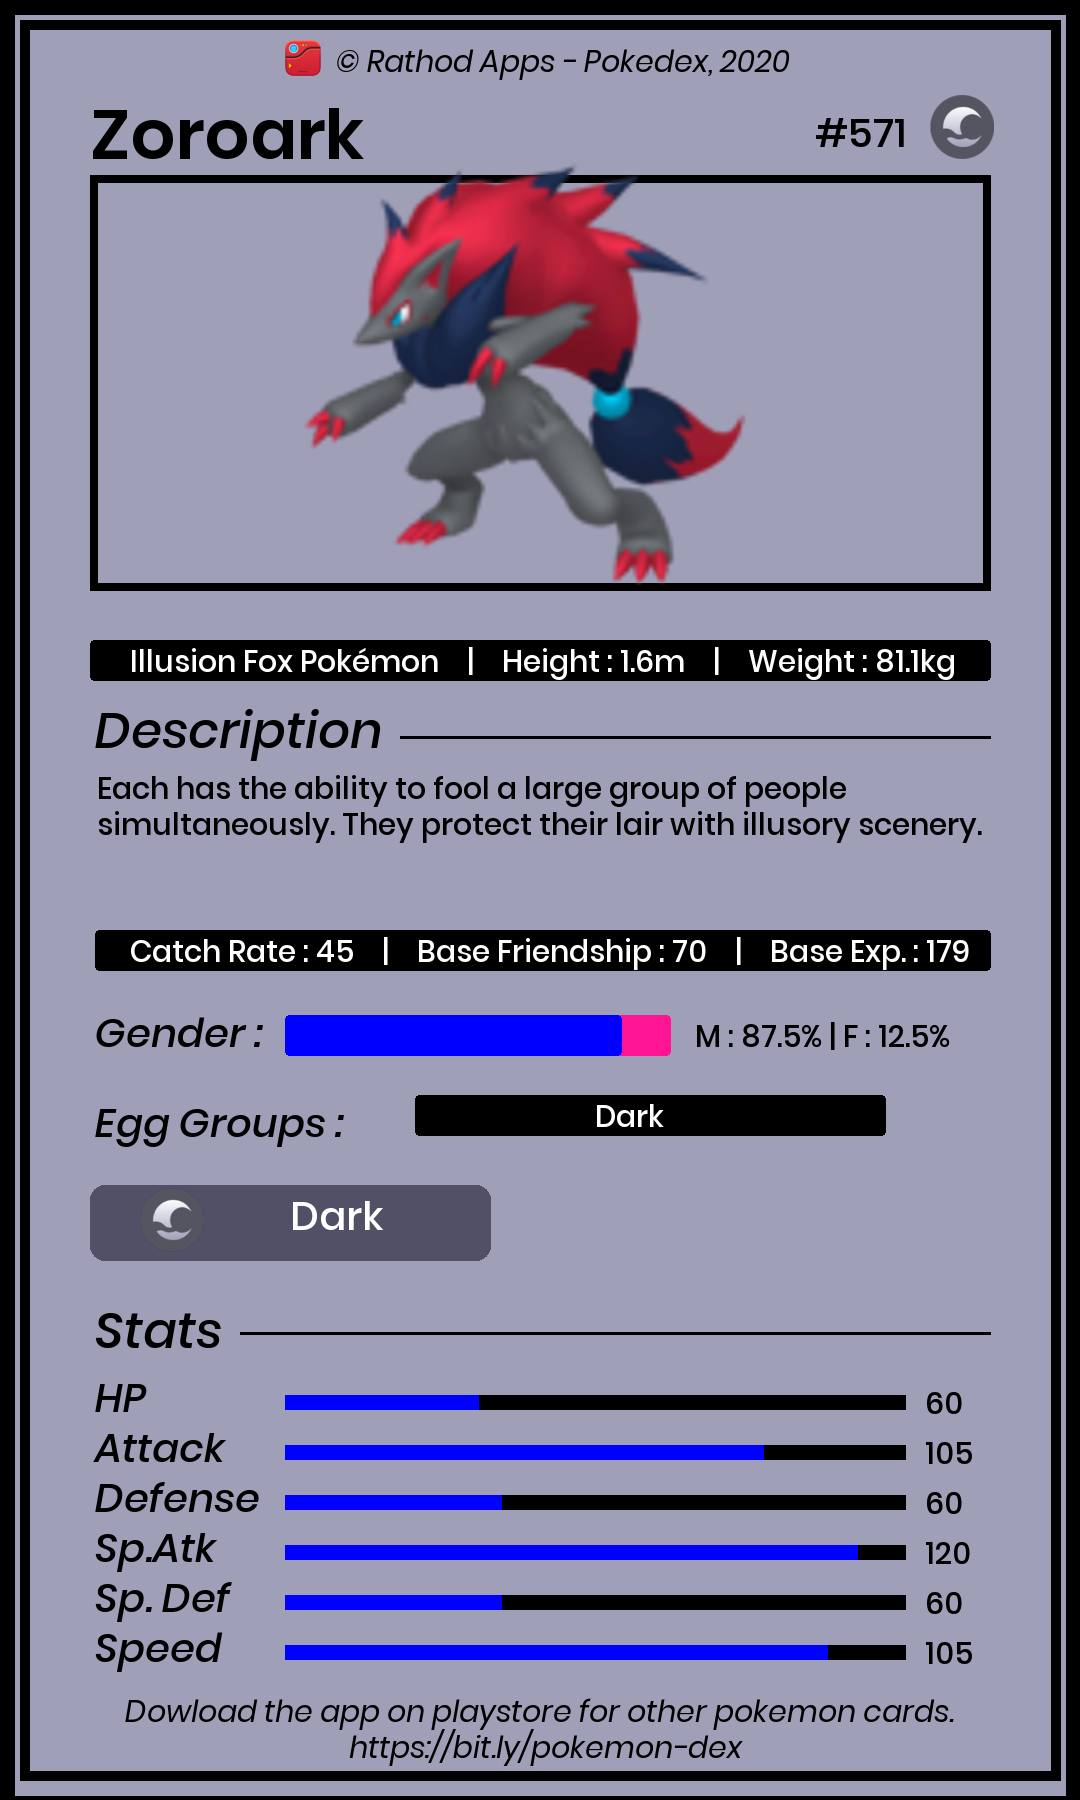 © Rathod Apps - Pokedex, 2020
Zoroark #571
Illusion Fox Pokémon | Height : 1.6m | Weight : 81.1kg
Description
Each has the ability to fool a large group of people
simultaneously. They protect their lair with illusory scenery.
Catch Rate : 45 | Base Friendship : 70 | Base Exp. : 179
Gender : M : 87.5% | F : 12.5%
Egg Groups : Dark
Dark
Stats
HP 60
Attack 105
Defense 60
Sp.Atk 120
Sp. Def 60
Speed 105
Dowload the app on playstore for other pokemon cards.
https://bit.ly/pokemon-dex